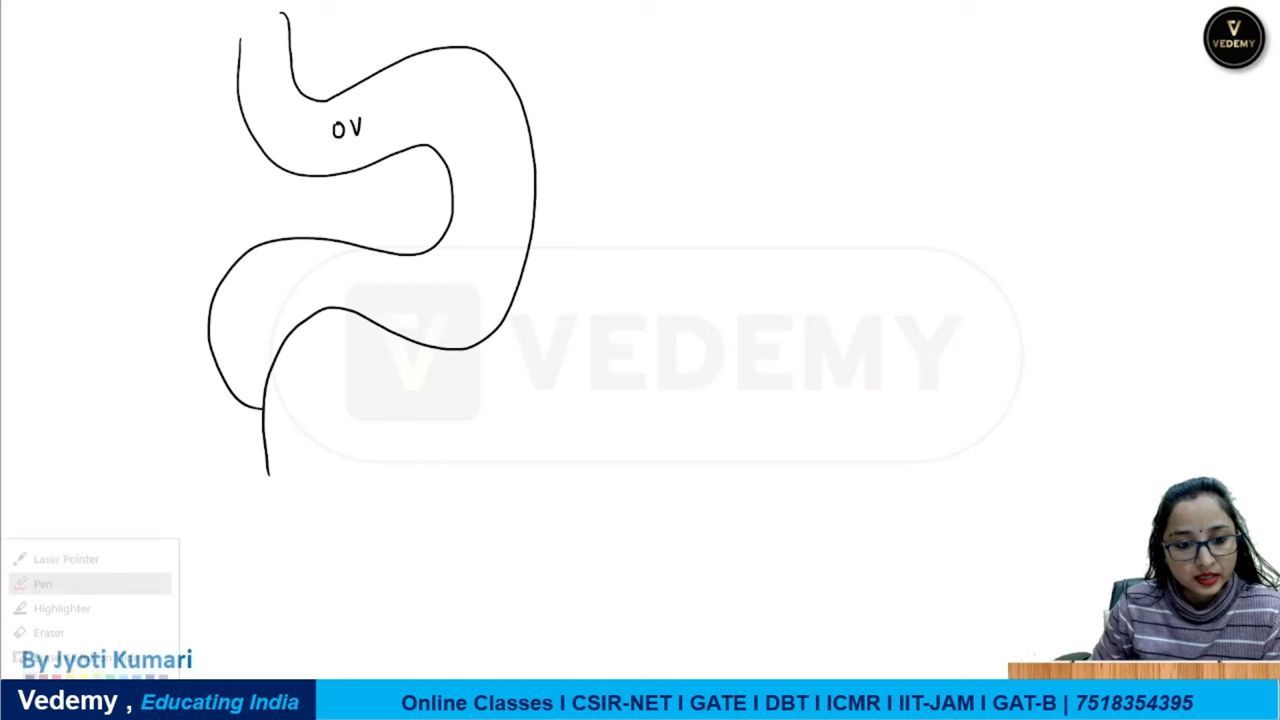 VEDEMY
OV
VEDEMY
Laser Pointer
Pen
Highlighter
Eraser
By Jyoti Kumari
Vedemy , Educating India
Online Classes I CSIR-NET I GATE I DBT I ICMR I IIT-JAM I GAT-B | 7518354395